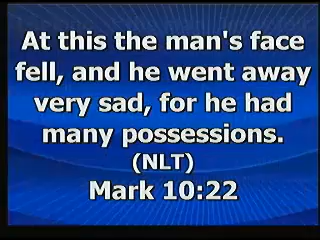 At this the man's face
fell, and he went away
very sad, for he had
many possessions.
(NLT)
Mark 10:22